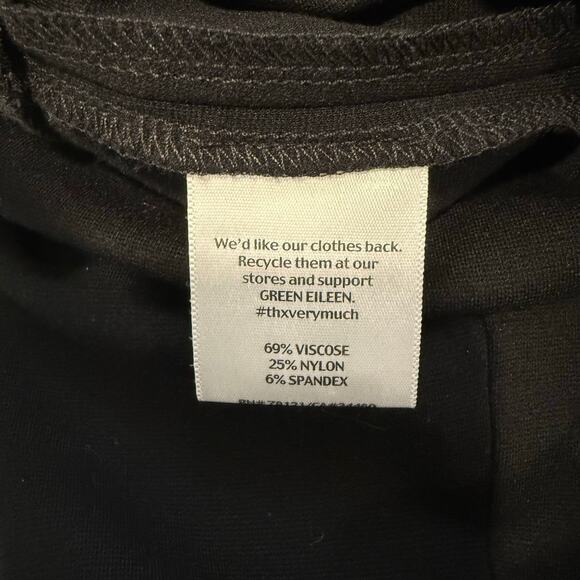 We'd like our clothes back.
Recycle them at our
stores and support
GREEN EILEEN.
#thxverymuch
69% VISCOSE
25% NYLON
6% SPANDEX